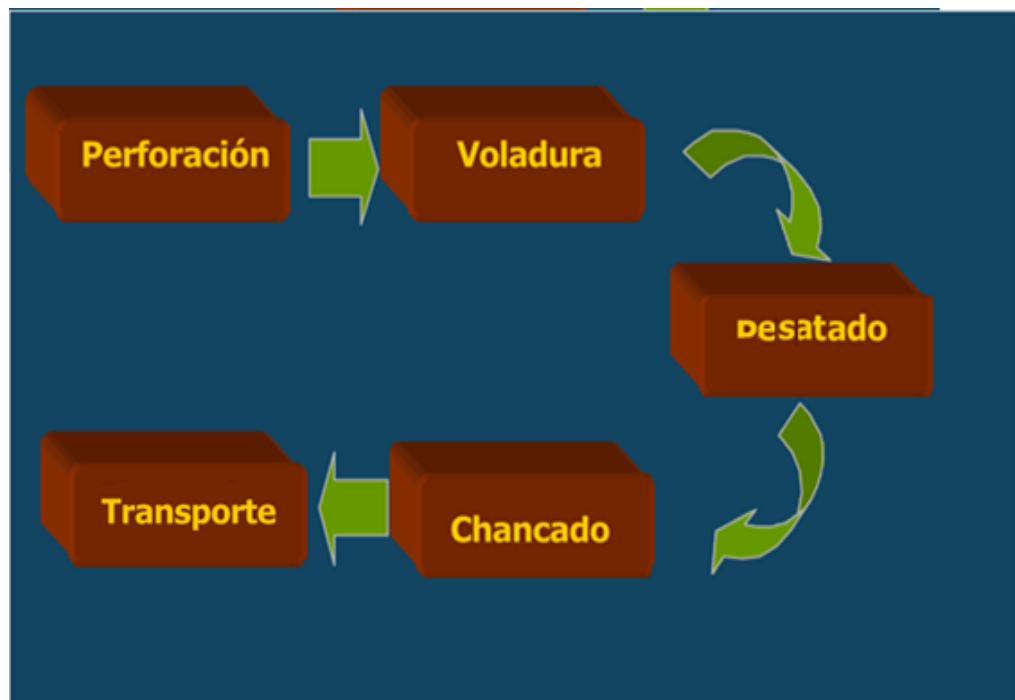 Perforación
Voladura
Desatado
Chancado
Transporte